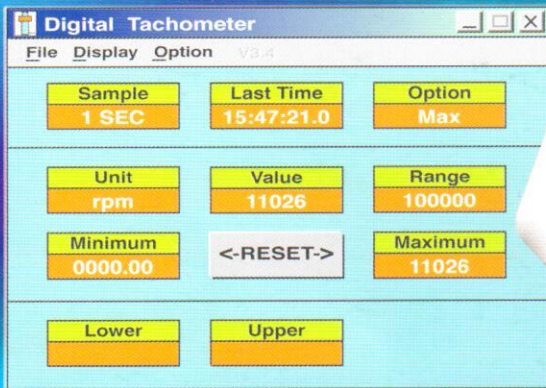 Digital Tachometer
File Display Option V3.4
Sample Last Time Option
1 SEC 15:47:21.0 Max
Unit Value Range
rpm 11026 100000
Minimum <-RESET-> Maximum
0000.00 11026
Lower Upper